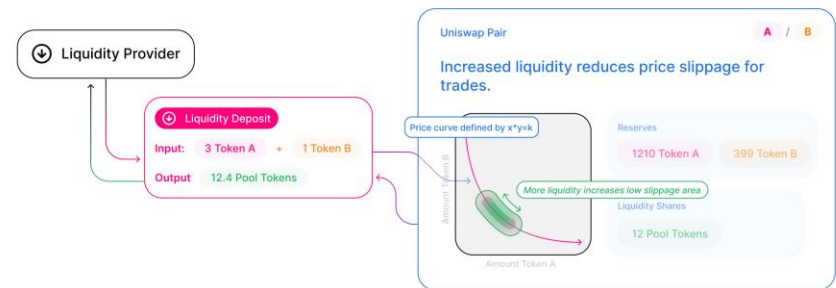 Liquidity Provider
Liquidity Deposit
Input: 3 Token A + 1 Token B
Output 12.4 Pool Tokens
Uniswap Pair
A / B
Increased liquidity reduces price slippage for
trades.
Price curve defined by x*y=k
Amount Token B
More liquidity increases low slippage area
Amount Token A
Reserves
1210 Token A 399 Token B
Liquidity Shares
12 Pool Tokens